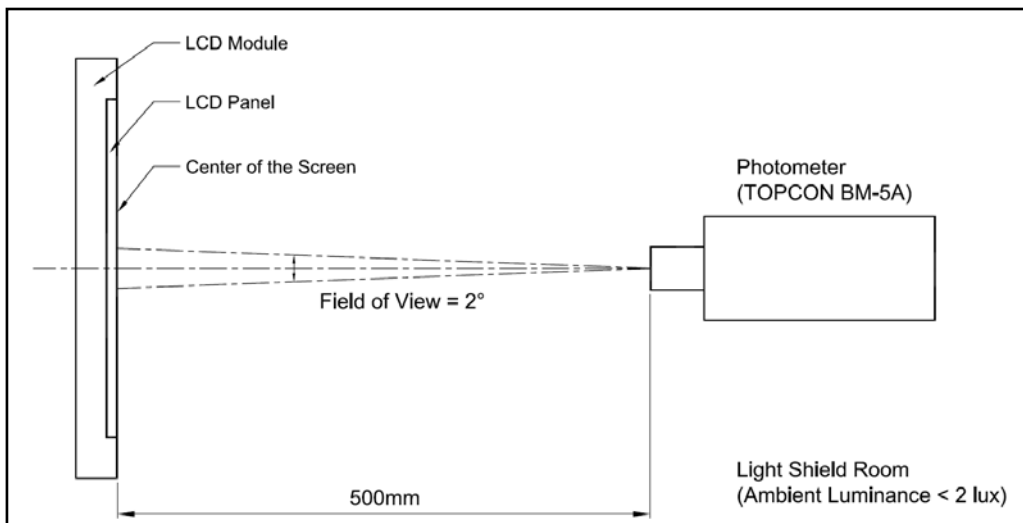 LCD Module
LCD Panel
Center of the Screen
Photometer
(TOPCON BM-5A)
Field of View = 2°
500mm
Light Shield Room
(Ambient Luminance < 2 lux)